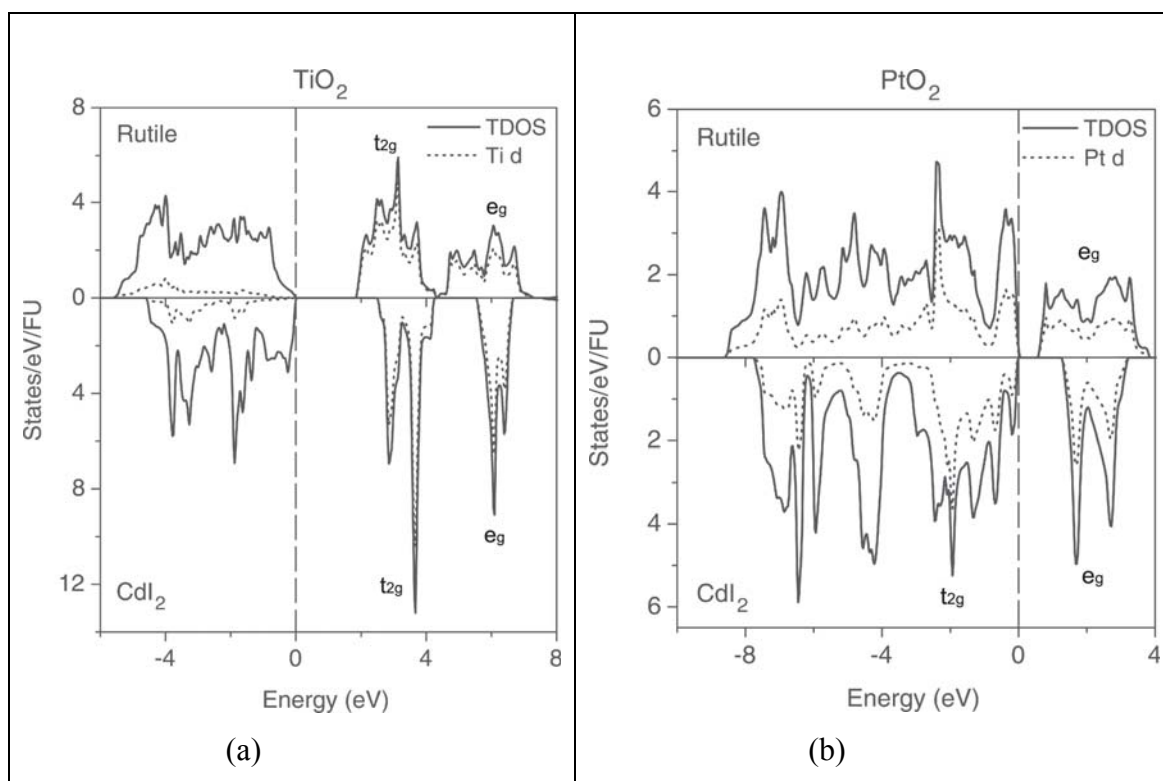 TiO2
8
Rutile
t2g
TDOS
Ti d
4
eg
0
States/eV/FU
4
8
eg
12
CdI2
t2g
-4
0
4
8
Energy (eV)
(a)
PtO2
6
Rutile
TDOS
Pt d
4
eg
2
0
States/eV/FU
2
4
t2g
eg
6
CdI2
-8
-4
0
4
Energy (eV)
(b)